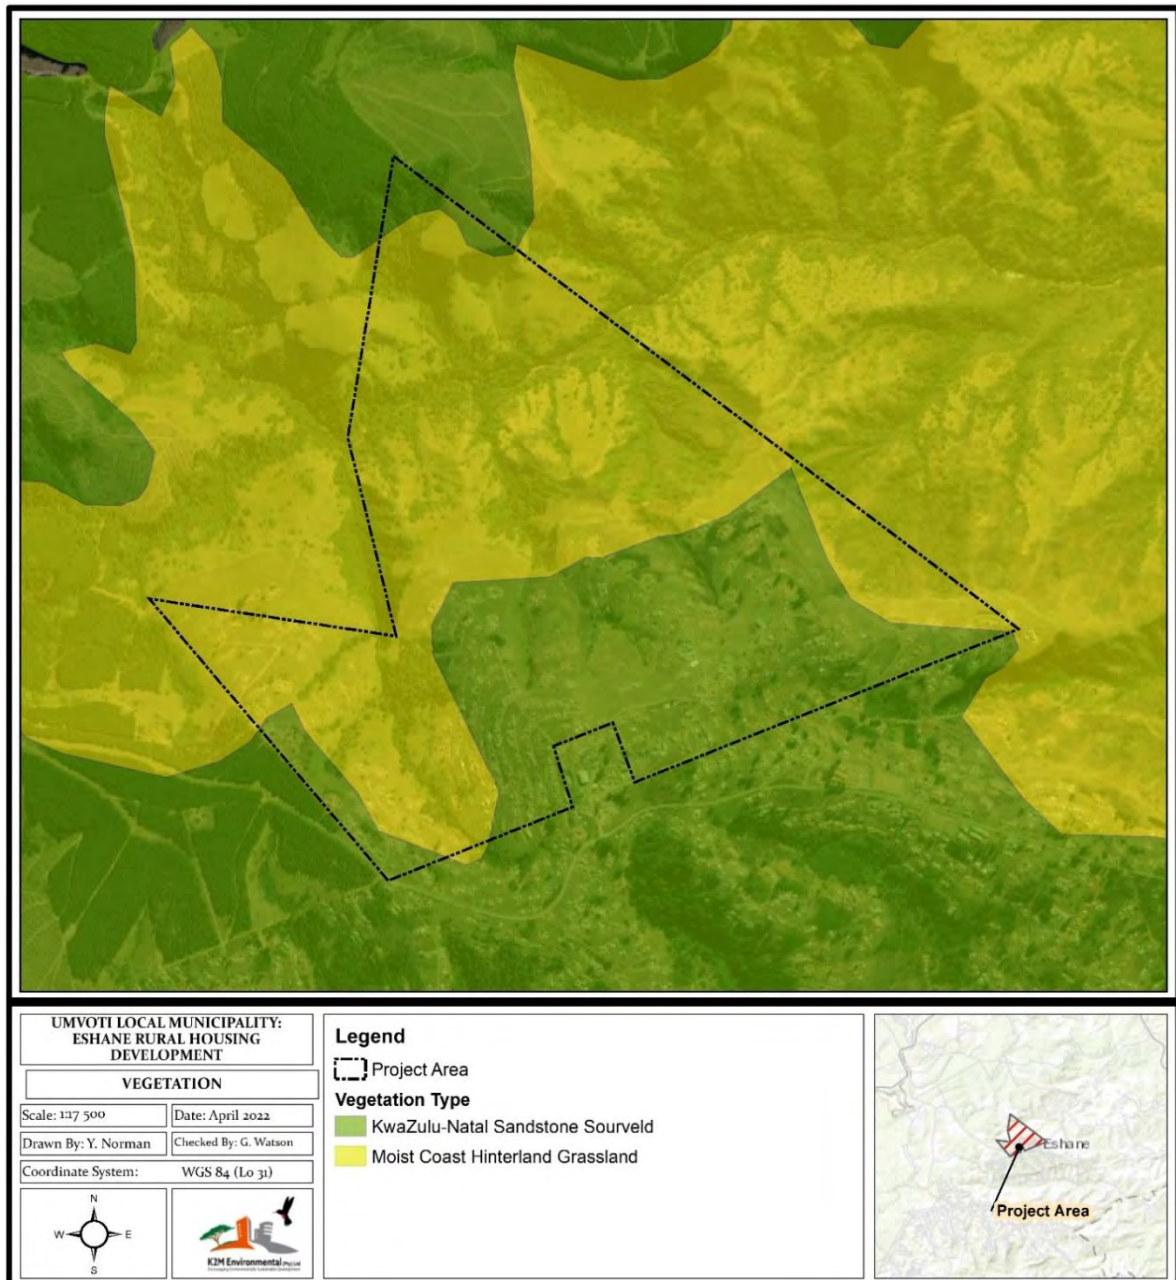 UMVOTI LOCAL MUNICIPALITY:
ESHANE RURAL HOUSING
DEVELOPMENT
VEGETATION
Scale: 1:17 500
Date: April 2022
Drawn By: Y. Norman
Checked By: G. Watson
Coordinate System: WGS 84 (Lo 31)
N
W E
S
K2M Environmental (Pty) Ltd
Legend
Project Area
Vegetation Type
KwaZulu-Natal Sandstone Sourveld
Moist Coast Hinterland Grassland
Eshane
Project Area